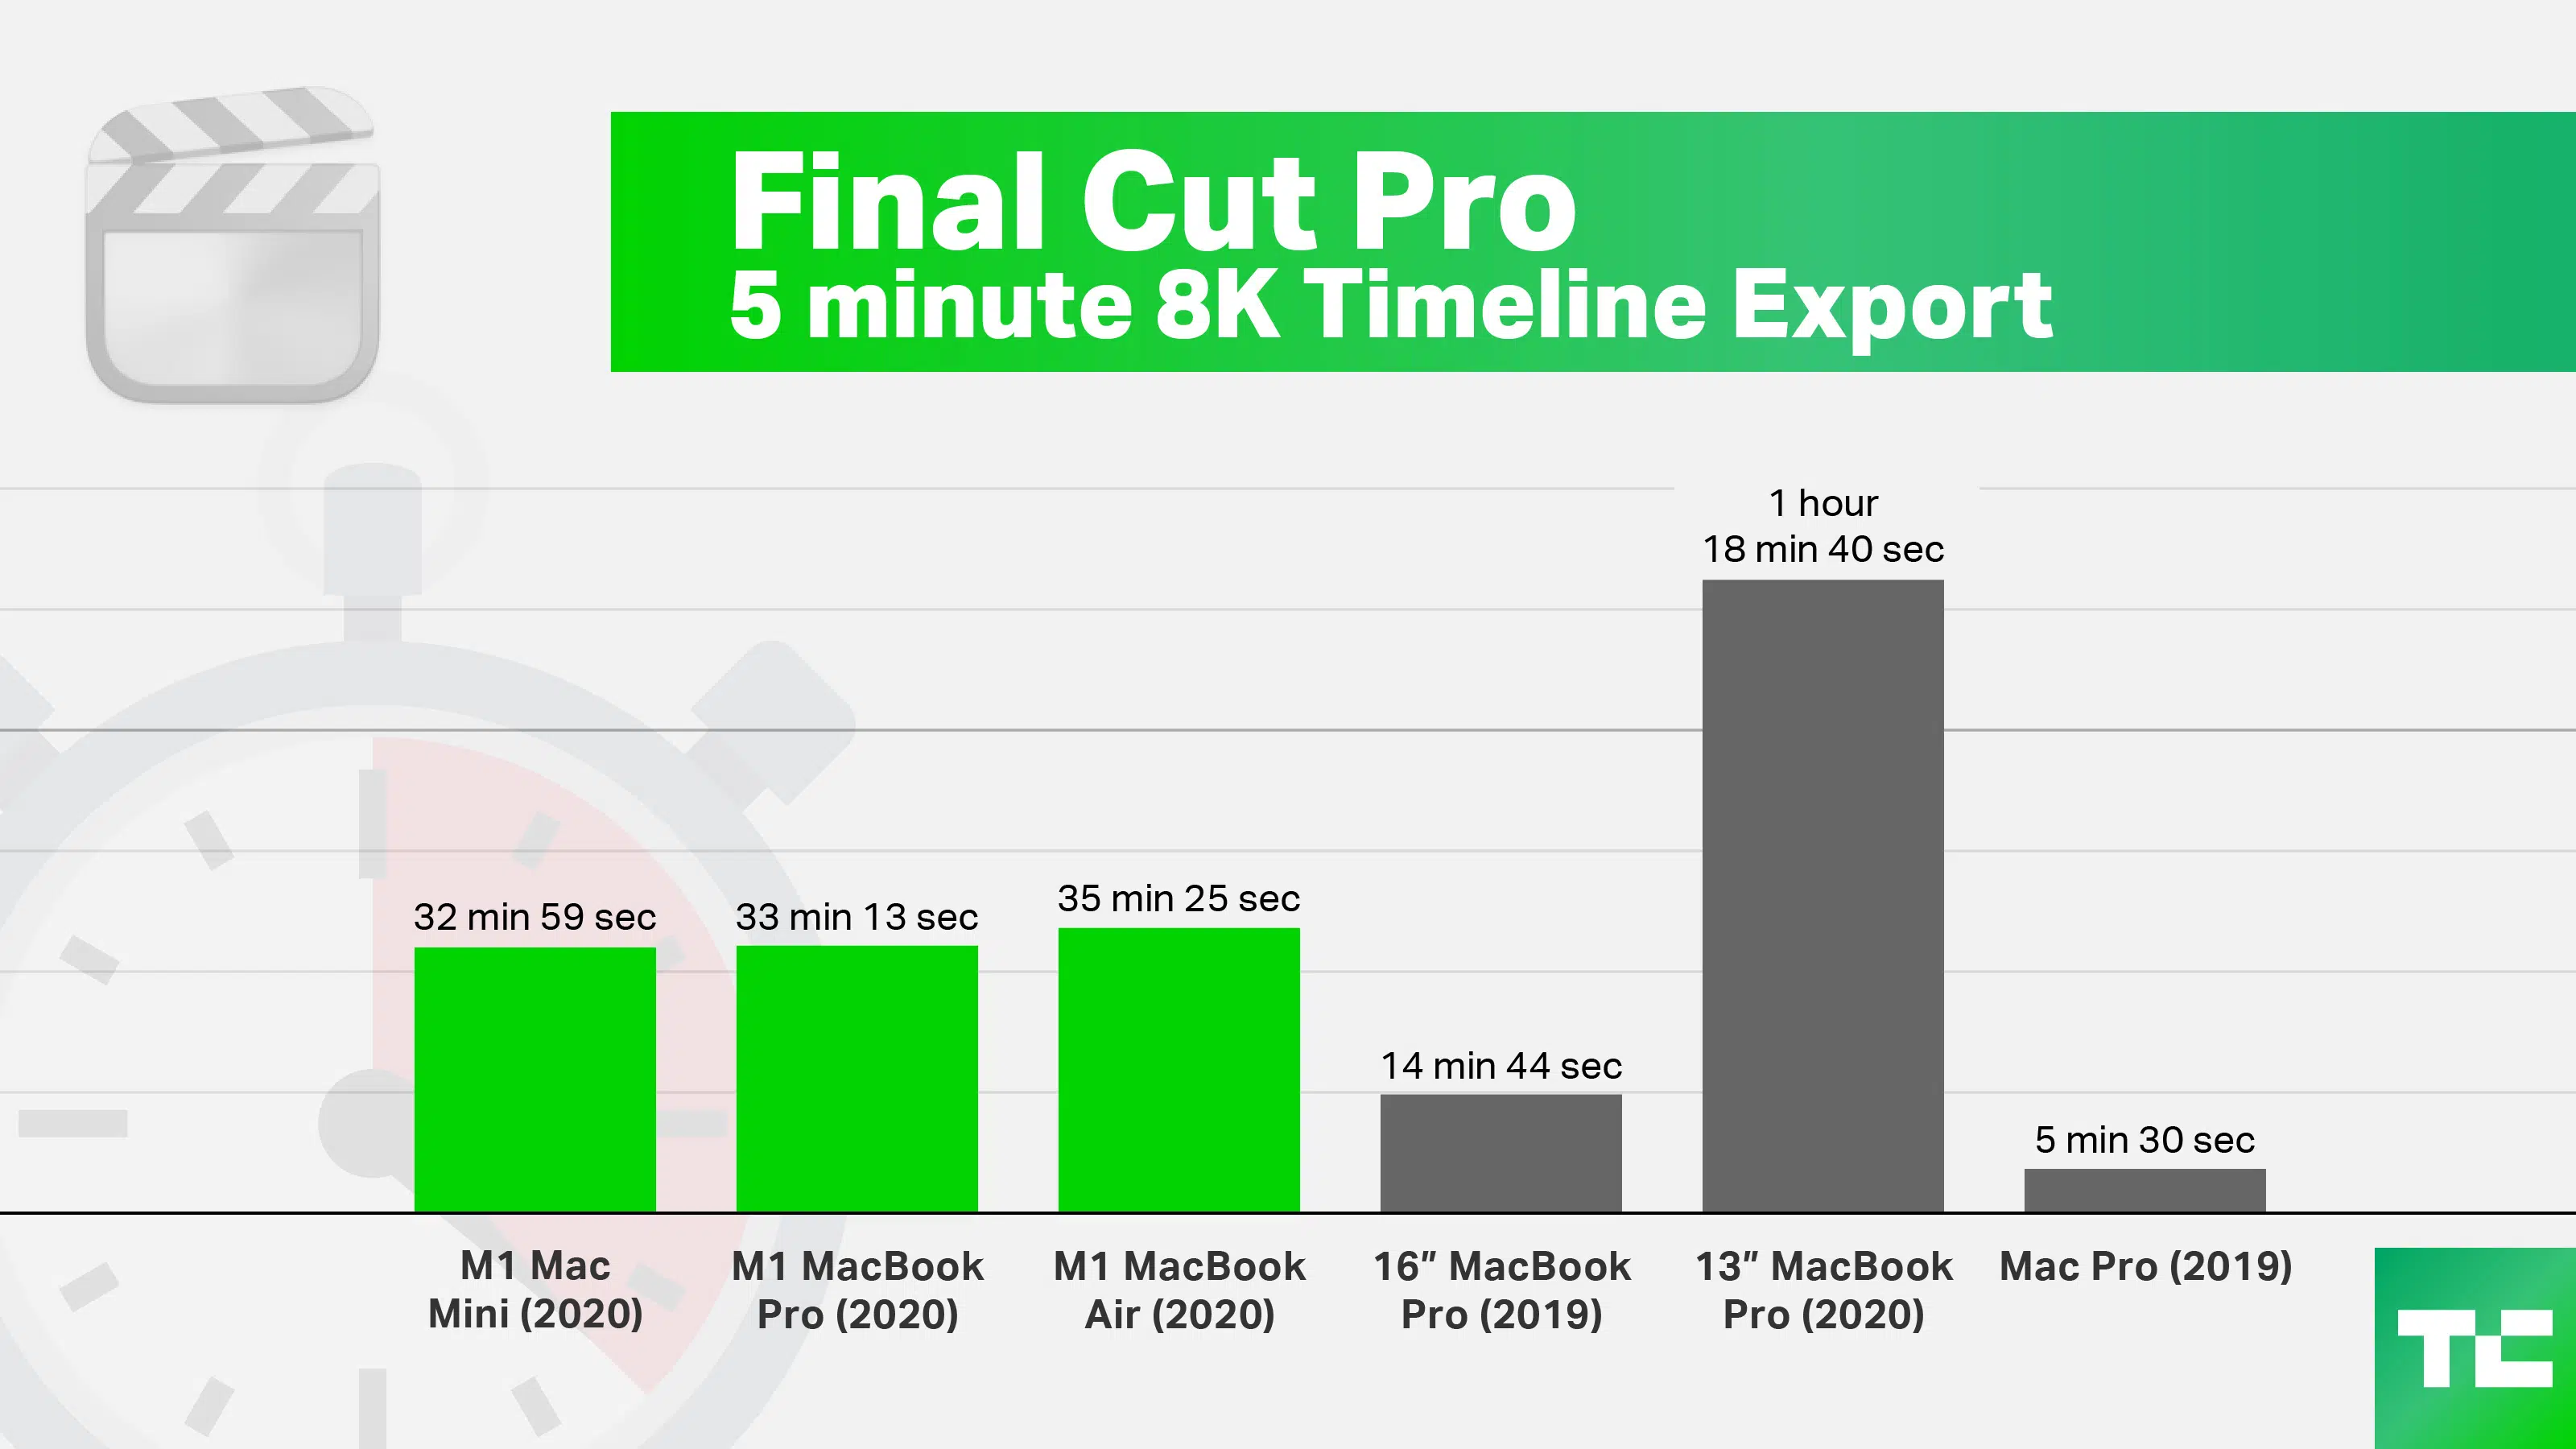 Final Cut Pro
5 minute 8K Timeline Export
1 hour
18 min 40 sec
32 min 59 sec
33 min 13 sec
35 min 25 sec
14 min 44 sec
5 min 30 sec
M1 Mac
Mini (2020)
M1 MacBook
Pro (2020)
M1 MacBook
Air (2020)
16″ MacBook
Pro (2019)
13″ MacBook
Pro (2020)
Mac Pro (2019)
TC